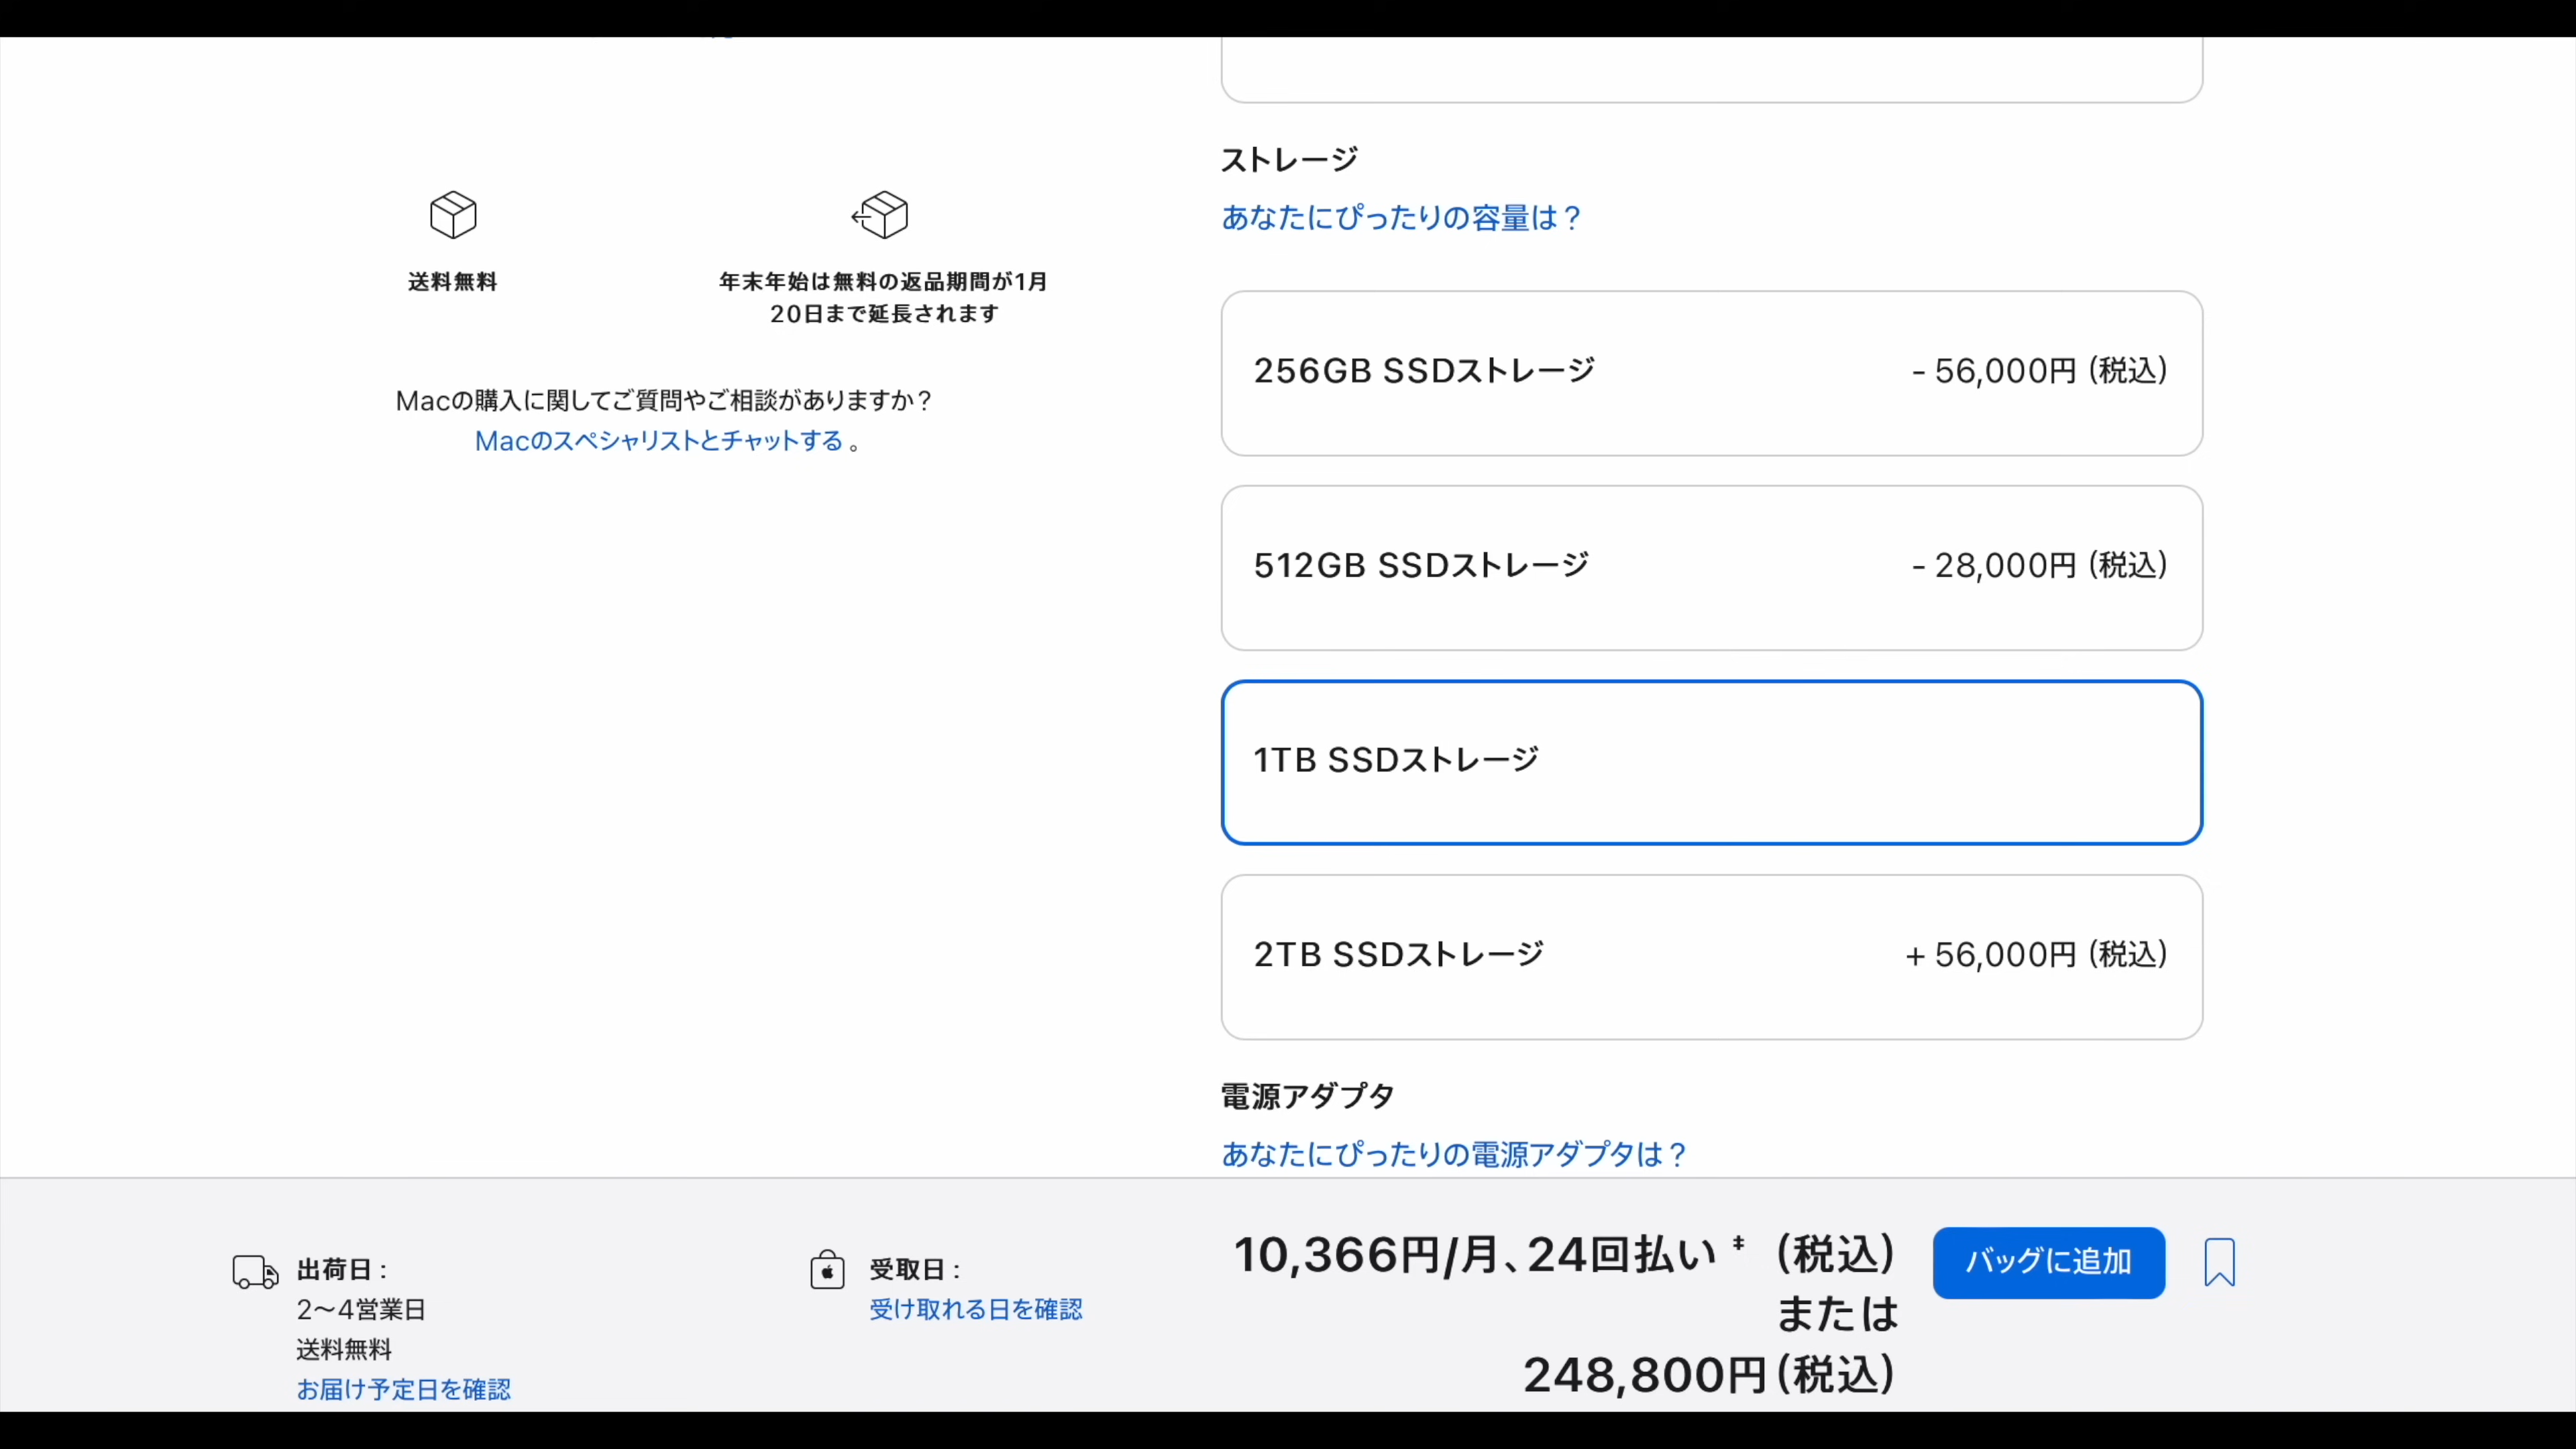 送料無料
年末年始は無料の返品期間が1月
20日まで延長されます
Macの購入に関してご質問やご相談がありますか？
Macのスペシャリストとチャットする 。
ストレージ
あなたにぴったりの容量は？
256GB SSDストレージ - 56,000円 (税込)
512GB SSDストレージ - 28,000円 (税込)
1TB SSDストレージ
2TB SSDストレージ + 56,000円 (税込)
電源アダプタ
あなたにぴったりの電源アダプタは？
出荷日：
2〜4営業日
送料無料
お届け予定日を確認
受取日：
受け取れる日を確認
10,366円/月、24回払い ‡ (税込)
または
248,800円 (税込)
バッグに追加